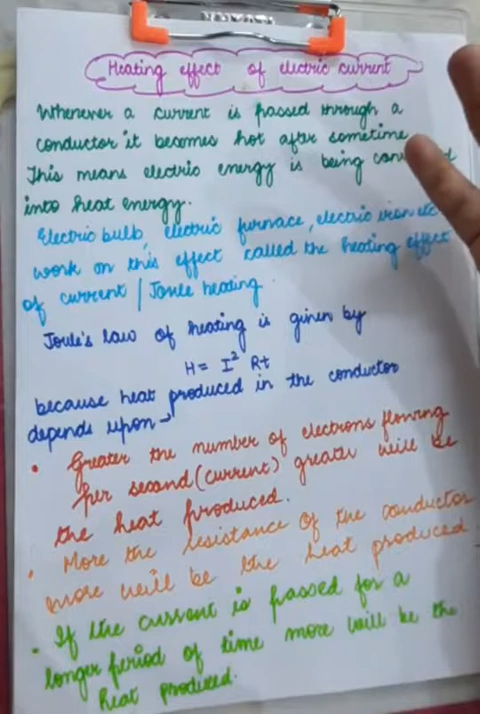 Heating effect of electric current
Whenever a current is passed through a
conductor it becomes hot after sometime
This means electric energy is being
into heat energy.
Electric bulb, electric furnace, electric iron etc
work on this effect called the heating effect
of current / Joule heating.
Joule's law of heating is given by
H = I² Rt
because heat produced in the conductor
depends upon →
• Greater the number of electrons flowing
per second (current) greater will be
the heat produced.
• More the resistance of the conductor
more will be the heat produced
• If the current is passed for a
longer period of time more will be the
heat produced.